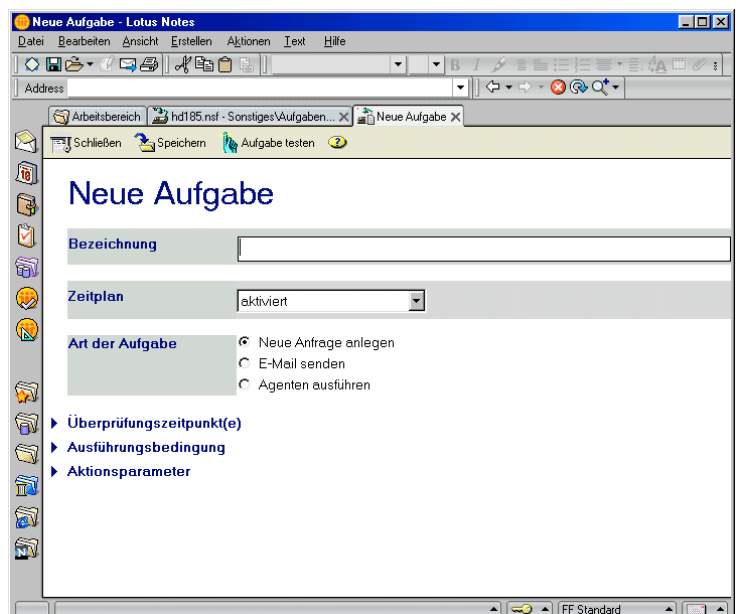 Neue Aufgabe - Lotus Notes
Datei Bearbeiten Ansicht Erstellen Aktionen Text Hilfe
B I
Address
Arbeitsbereich hd185.nsf - Sonstiges\Aufgaben... Neue Aufgabe
Schließen Speichern Aufgabe testen
Neue Aufgabe
Bezeichnung
Zeitplan aktiviert
Art der Aufgabe Neue Anfrage anlegen
E-Mail senden
Agenten ausführen
Überprüfungszeitpunkt(e)
Ausführungsbedingung
Aktionsparameter
FF Standard